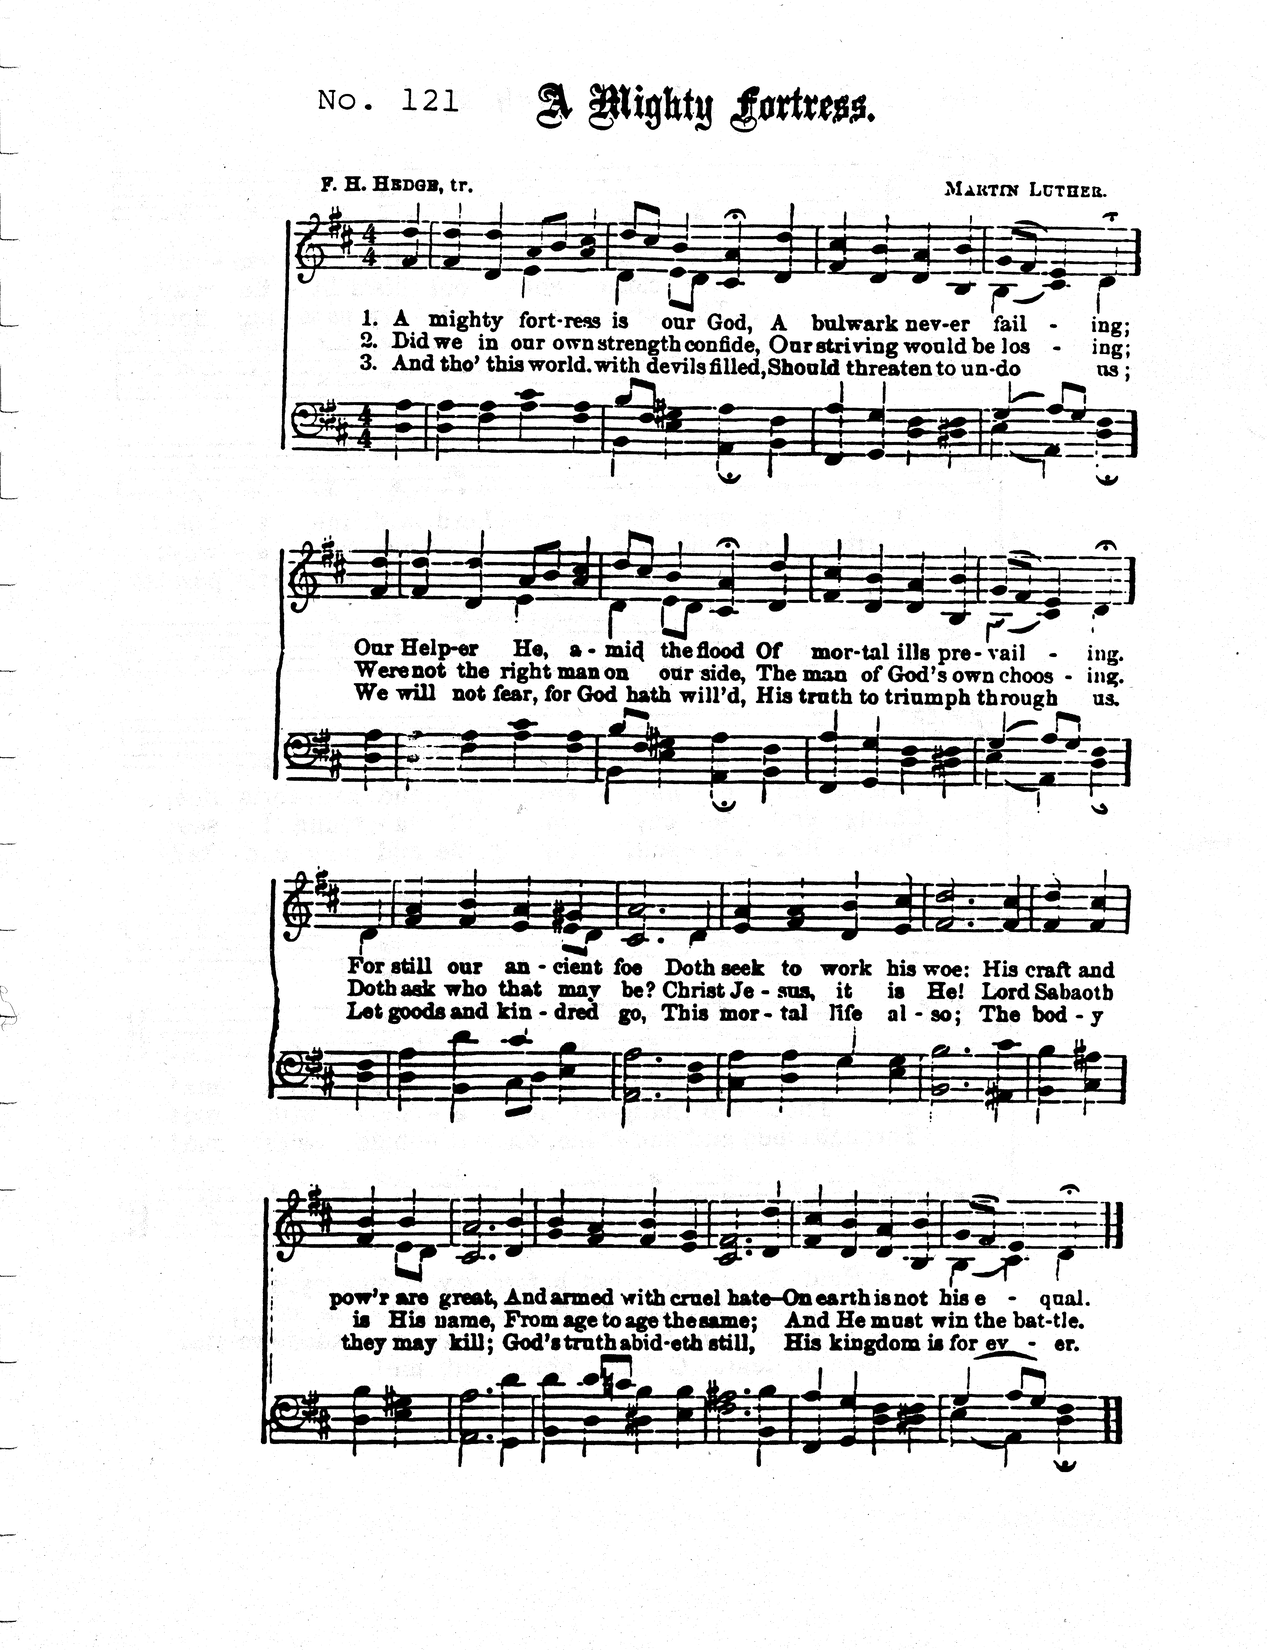 No. 121 A Mighty Fortress.
F. H. HEDGE, tr. MARTIN LUTHER.
4 4
1. A mighty fort-ress is our God, A bulwark nev-er fail - ing;
2. Did we in our own strength confide, Our striving would be los - ing;
3. And tho' this world. with devils filled, Should threaten to un-do us;
4 4
Our Help-er He, a - mid the flood Of mor-tal ills pre - vail - ing.
Were not the right man on our side, The man of God's own choos - ing.
We will not fear, for God hath will'd, His truth to triumph through us.
For still our an - cient foe Doth seek to work his woe: His craft and
Doth ask who that may be? Christ Je - sus, it is He! Lord Sabaoth
Let goods and kin - dred go, This mor - tal life al - so; The bod - y
pow'r are great, And armed with cruel hate—On earth is not his e - qual.
is His name, From age to age the same; And He must win the bat-tle.
they may kill; God's truth abid-eth still, His kingdom is for ev - er.